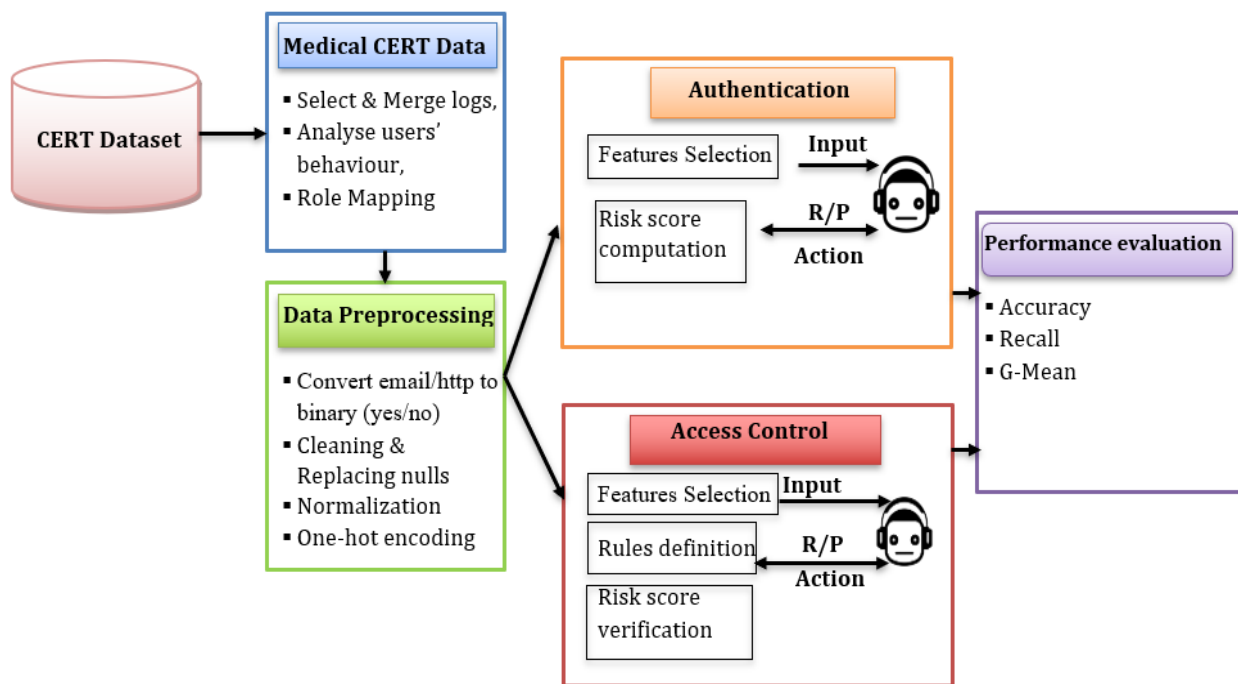 CERT Dataset
Medical CERT Data
▪ Select & Merge logs,
▪ Analyse users’
behaviour,
▪ Role Mapping
Data Preprocessing
▪ Convert email/http to
binary (yes/no)
▪ Cleaning &
Replacing nulls
▪ Normalization
▪ One-hot encoding
Authentication
Features Selection
Input
Risk score
computation
R/P
Action
Access Control
Features Selection
Input
Rules definition
R/P
Action
Risk score
verification
Performance evaluation
▪ Accuracy
▪ Recall
▪ G-Mean